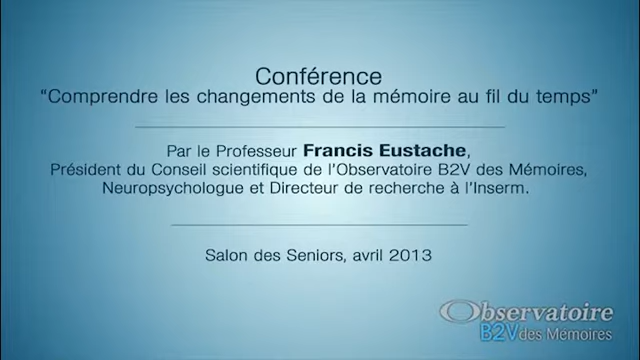 Conférence
“Comprendre les changements de la mémoire au fil du temps”
Par le Professeur Francis Eustache,
Président du Conseil scientifique de l’Observatoire B2V des Mémoires,
Neuropsychologue et Directeur de recherche à l’Inserm.
Salon des Seniors, avril 2013
Observatoire
B2V des Mémoires